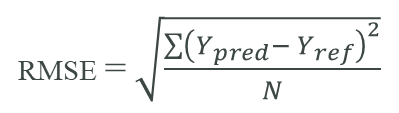 RMSE = √(Σ(Y_pred − Y_ref)² / N)